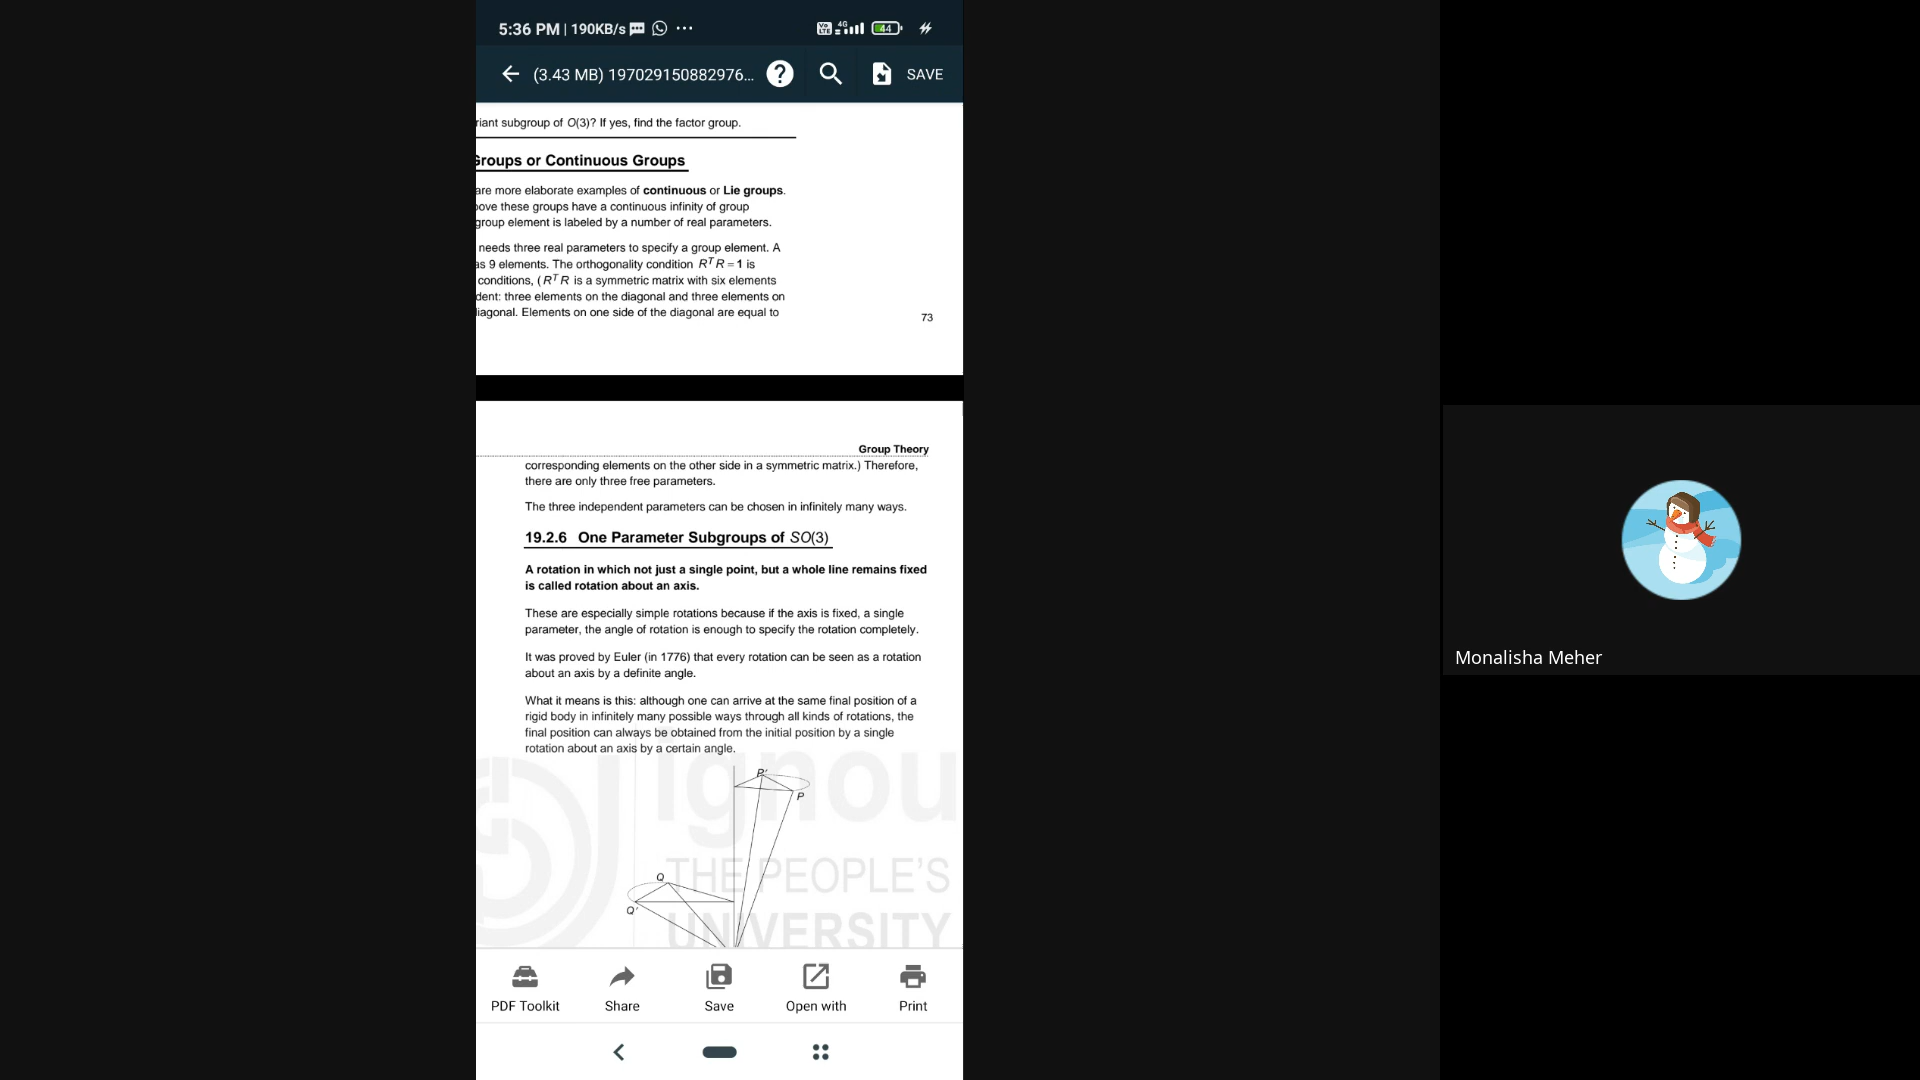 5:36 PM | 190KB/s ... Vo LTE 4G 44
(3.43 MB) 197029150882976... ? SAVE
riant subgroup of O(3)? If yes, find the factor group.
Groups or Continuous Groups
are more elaborate examples of continuous or Lie groups.
ove these groups have a continuous infinity of group
group element is labeled by a number of real parameters.
needs three real parameters to specify a group element. A
as 9 elements. The orthogonality condition RᵀR = 1 is
conditions, (RᵀR is a symmetric matrix with six elements
dent: three elements on the diagonal and three elements on
iagonal. Elements on one side of the diagonal are equal to
73
Group Theory
corresponding elements on the other side in a symmetric matrix.) Therefore,
there are only three free parameters.
The three independent parameters can be chosen in infinitely many ways.
19.2.6 One Parameter Subgroups of SO(3)
A rotation in which not just a single point, but a whole line remains fixed
is called rotation about an axis.
These are especially simple rotations because if the axis is fixed, a single
parameter, the angle of rotation is enough to specify the rotation completely.
It was proved by Euler (in 1776) that every rotation can be seen as a rotation
about an axis by a definite angle.
What it means is this: although one can arrive at the same final position of a
rigid body in infinitely many possible ways through all kinds of rotations, the
final position can always be obtained from the initial position by a single
rotation about an axis by a certain angle.
ignou
THE PEOPLE'S
UNIVERSITY
P′
P
Q
Q′
PDF Toolkit Share Save Open with Print
Monalisha Meher